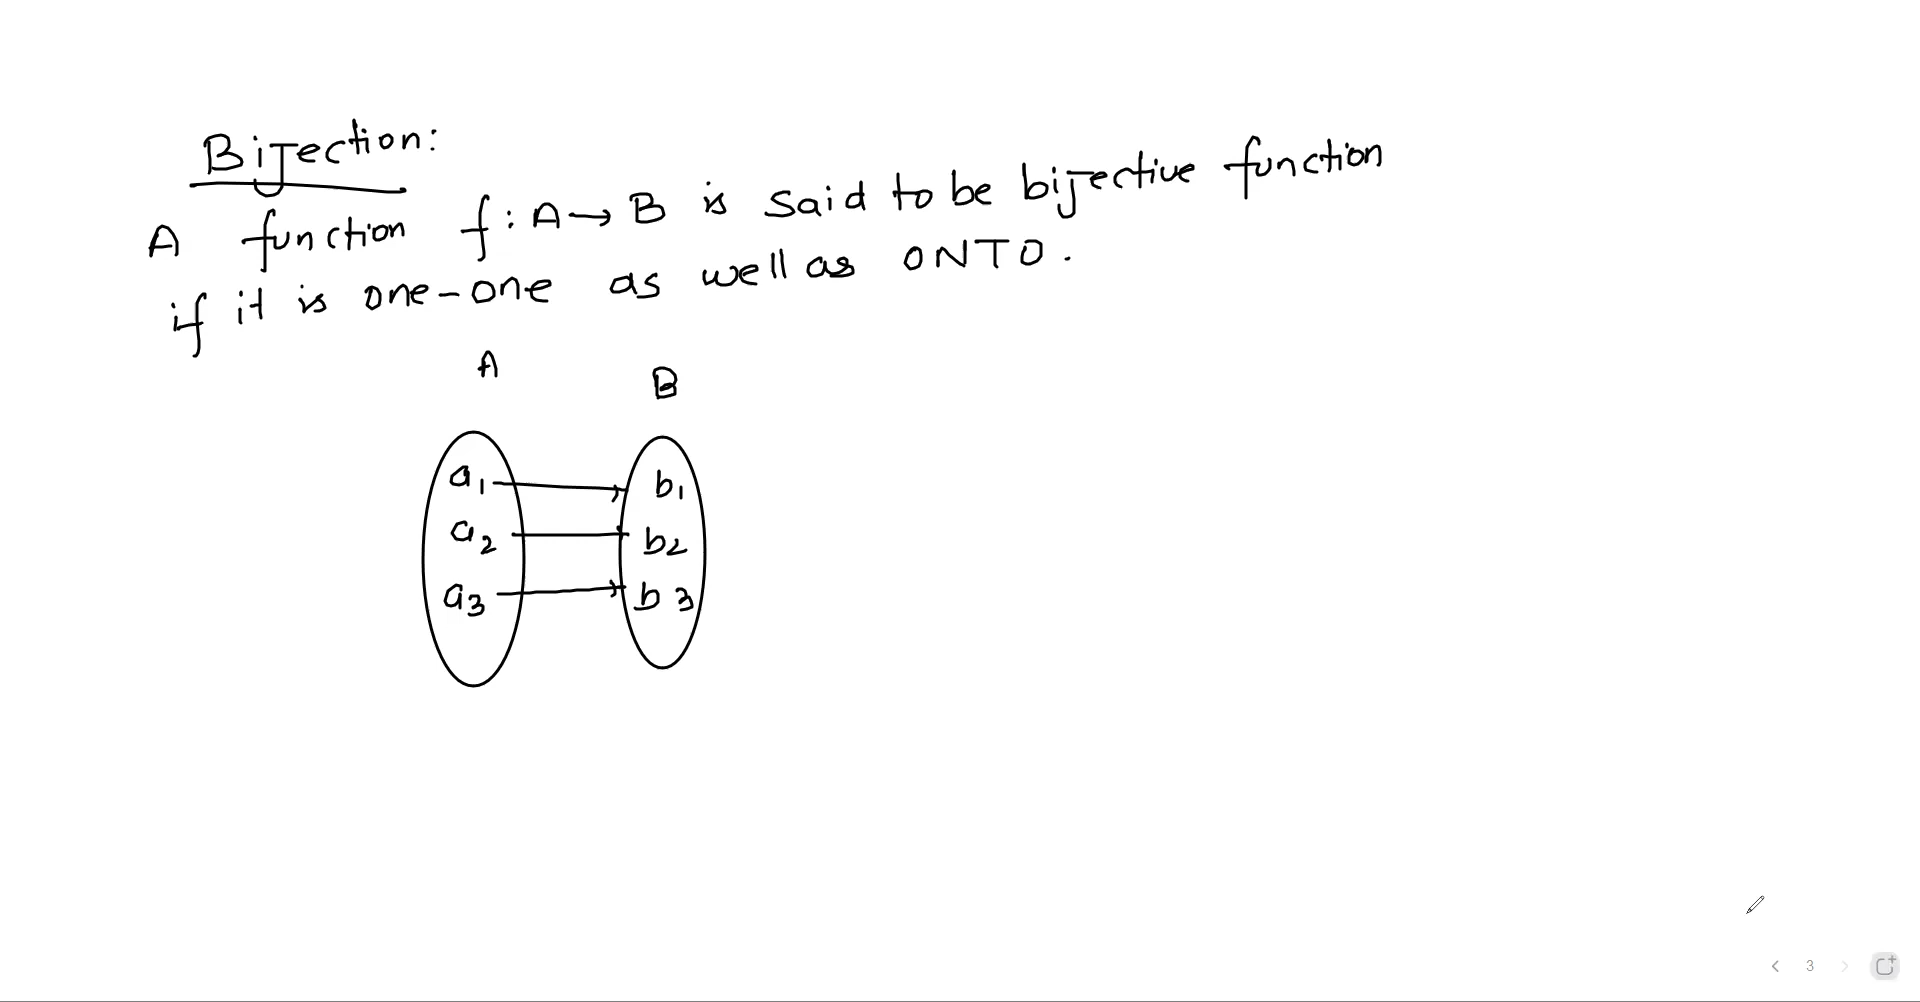 Bijection:
A function f: A→B is said to be bijective function
if it is one-one as well as ONTO.
A B
a1 b1
a2 b2
a3 b3
3